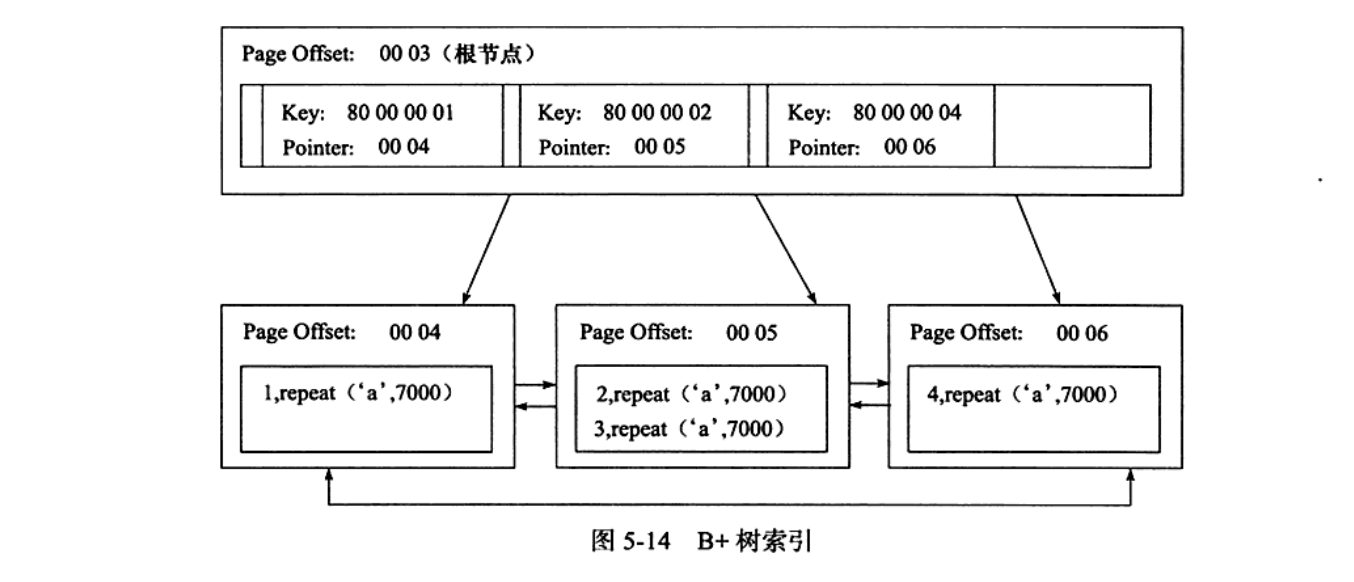 Page Offset: 00 03（根节点）
Key: 80 00 00 01
Pointer: 00 04
Key: 80 00 00 02
Pointer: 00 05
Key: 80 00 00 04
Pointer: 00 06
Page Offset: 00 04
1,repeat（‘a’,7000）
Page Offset: 00 05
2,repeat（‘a’,7000）
3,repeat（‘a’,7000）
Page Offset: 00 06
4,repeat（‘a’,7000）
图 5-14 B+ 树索引